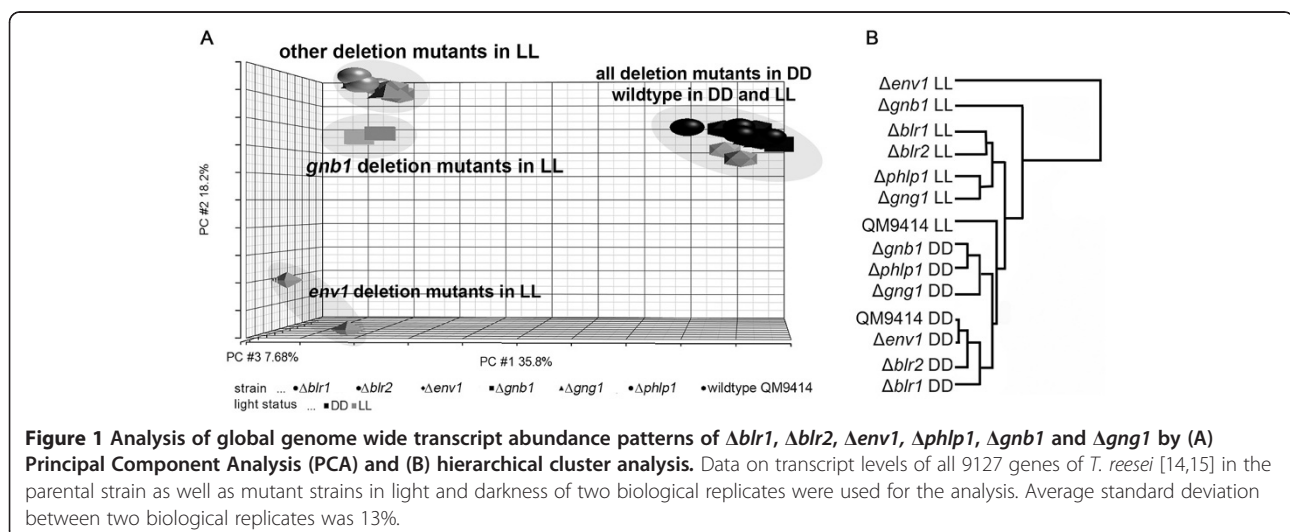 A
other deletion mutants in LL
all deletion mutants in DD
wildtype in DD and LL
gnb1 deletion mutants in LL
env1 deletion mutants in LL
PC #2 18.2%
PC #3 7.68%
PC #1 35.8%
strain ... •Δblr1 •Δblr2 •Δenv1 ■Δgnb1 ▲Δgng1 •Δphlp1 •wildtype QM9414
light status ... ■DD ■LL
B
Δenv1 LL
Δgnb1 LL
Δblr1 LL
Δblr2 LL
Δphlp1 LL
Δgng1 LL
QM9414 LL
Δgnb1 DD
Δphlp1 DD
Δgng1 DD
QM9414 DD
Δenv1 DD
Δblr2 DD
Δblr1 DD
Figure 1 Analysis of global genome wide transcript abundance patterns of Δblr1, Δblr2, Δenv1, Δphlp1, Δgnb1 and Δgng1 by (A)
Principal Component Analysis (PCA) and (B) hierarchical cluster analysis. Data on transcript levels of all 9127 genes of T. reesei [14,15] in the
parental strain as well as mutant strains in light and darkness of two biological replicates were used for the analysis. Average standard deviation
between two biological replicates was 13%.